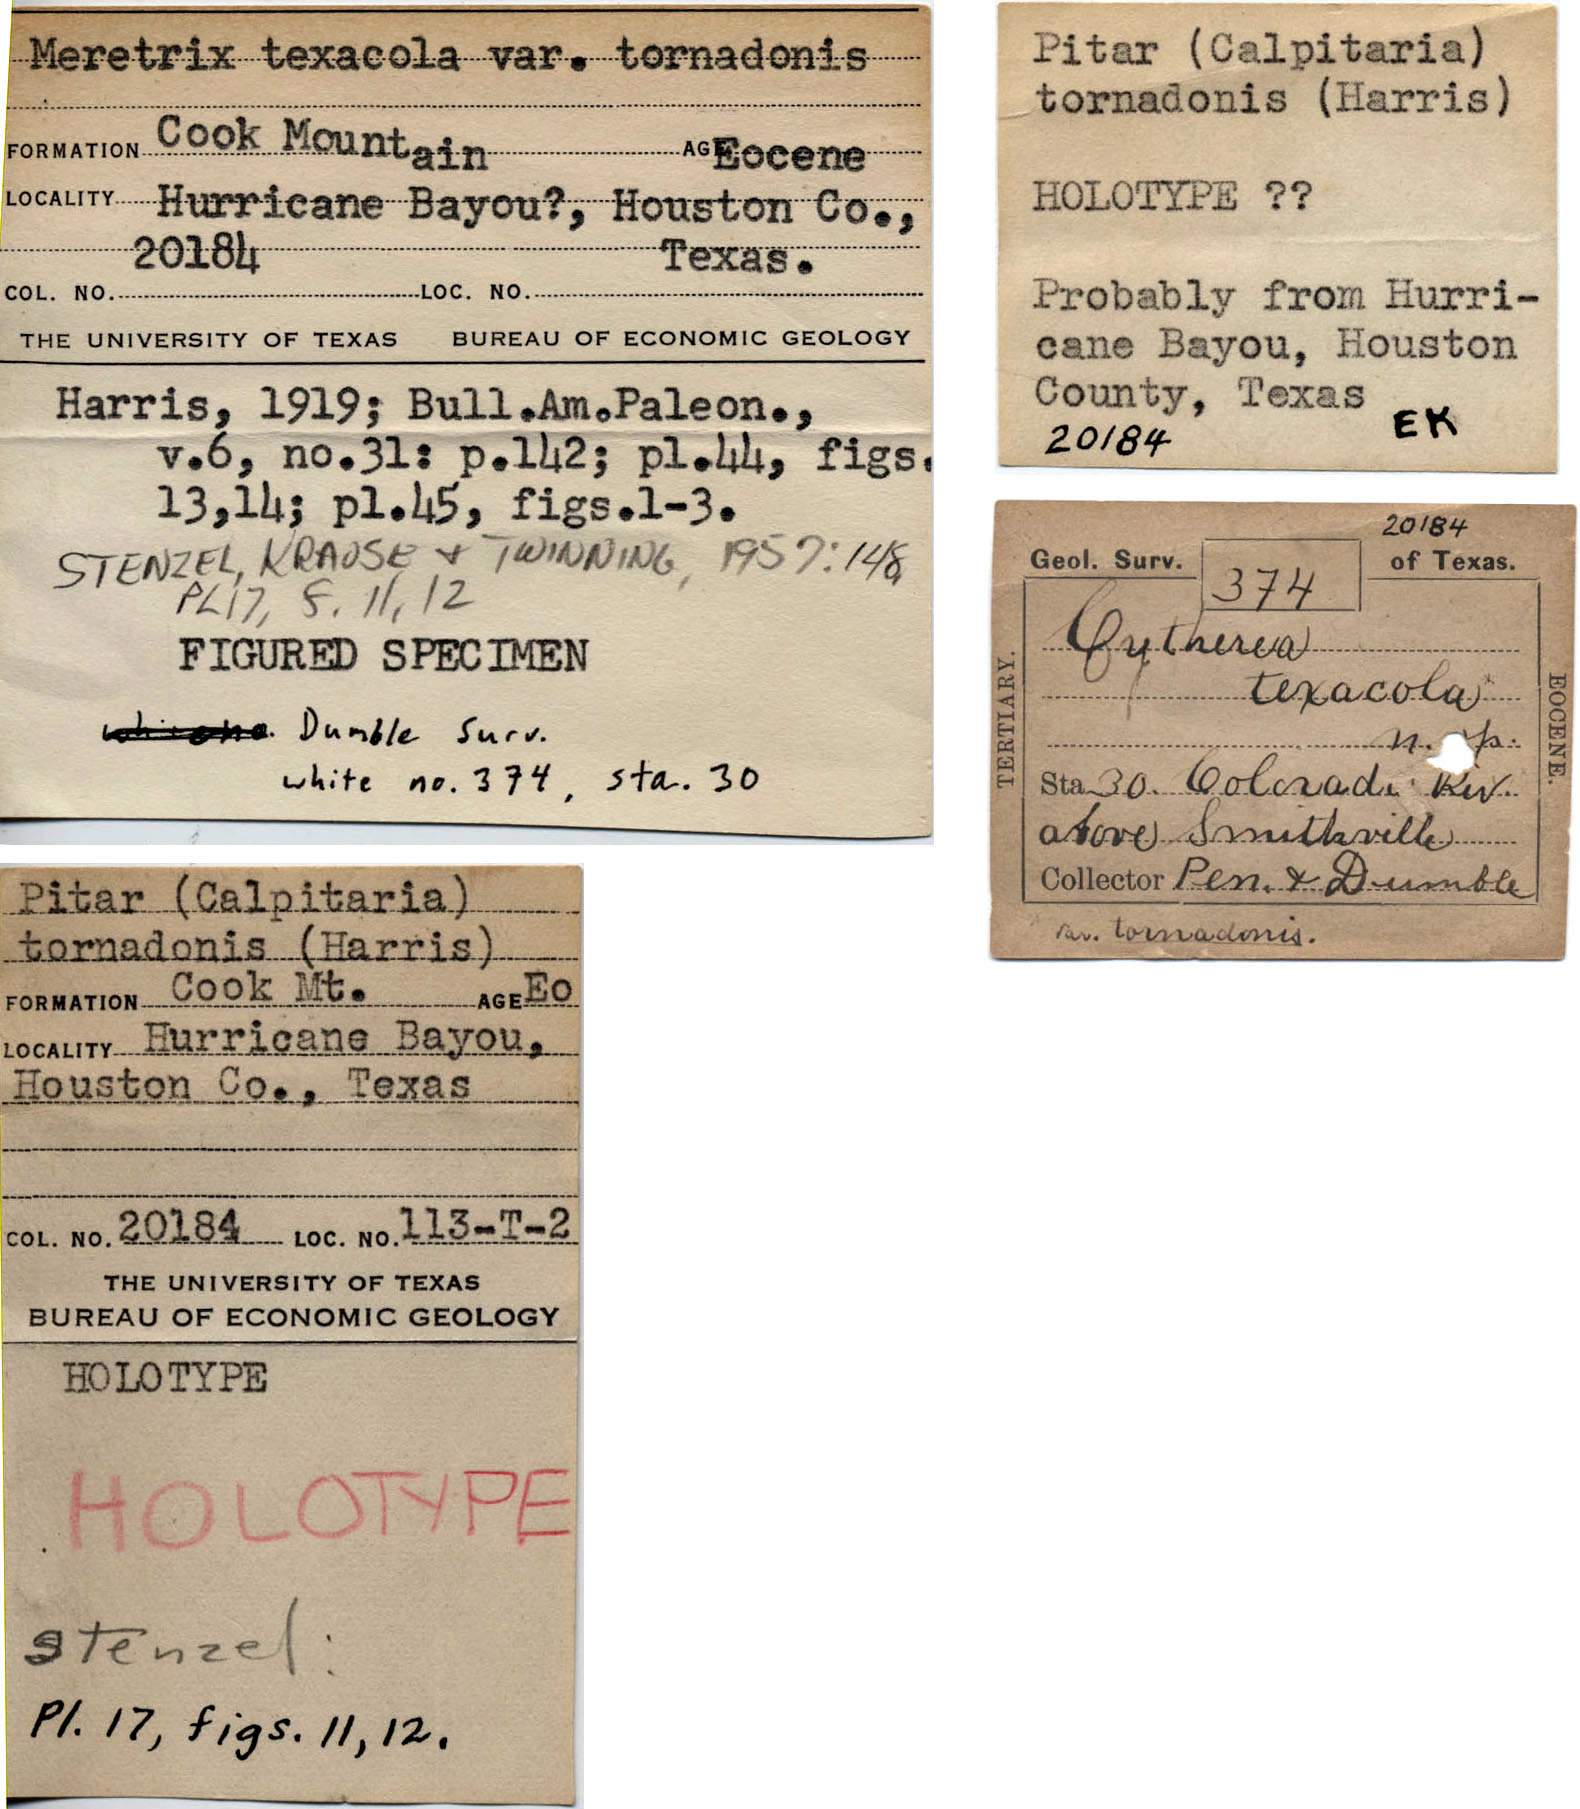 Meretrix texacola var. tornadonis
FORMATION Cook Mountain AGE Eocene
LOCALITY Hurricane Bayou?, Houston Co.,
20184 Texas.
COL. NO. LOC. NO.
THE UNIVERSITY OF TEXAS BUREAU OF ECONOMIC GEOLOGY
Harris, 1919; Bull.Am.Paleon.,
v.6, no.31: p.142; pl.44, figs.
13,14; pl.45, figs.1-3.
STENZEL, KRAUSE & TWINNING, 1957: 148,
PL17, f. 11, 12
FIGURED SPECIMEN
Dumble Surv.
white no. 374, sta. 30
Pitar (Calpitaria)
tornadonis (Harris)
HOLOTYPE ??
Probably from Hurri-
cane Bayou, Houston
County, Texas
20184 EK
20184
Geol. Surv. 374 of Texas.
TERTIARY.
EOCENE.
Cytherea
texacola
n. sp.
Sta 30. Colorado Riv.
above Smithville
Collector Pen. & Dumble
var. tornadonis.
Pitar (Calpitaria)
tornadonis (Harris)
FORMATION Cook Mt. AGE Eo
LOCALITY Hurricane Bayou,
Houston Co., Texas
COL. NO. 20184 LOC. NO. 113-T-2
THE UNIVERSITY OF TEXAS
BUREAU OF ECONOMIC GEOLOGY
HOLOTYPE
HOLOTYPE
stenzel:
Pl. 17, figs. 11, 12.